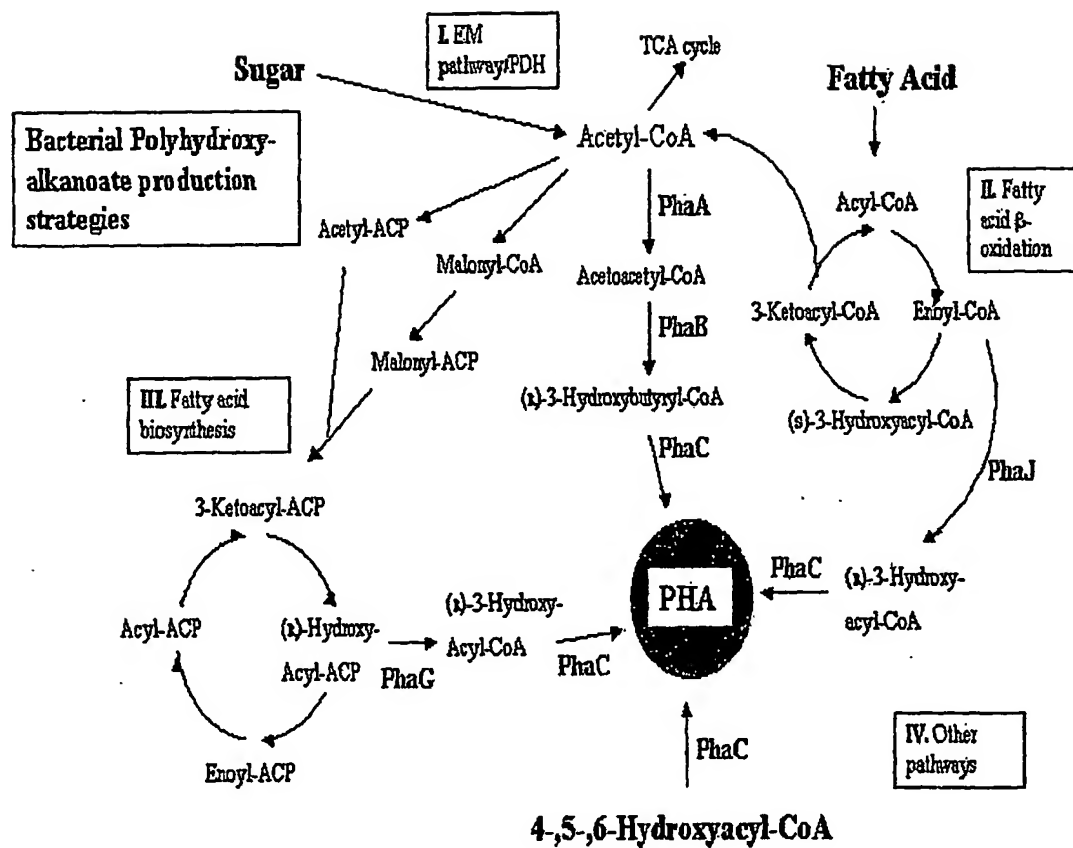 I. EM
pathway/PDH
TCA cycle
Sugar
Fatty Acid
Bacterial Polyhydroxy-
alkanoate production
strategies
Acetyl-CoA
Acyl-CoA
II. Fatty
acid β-
oxidation
PhaA
Acetyl-ACP
Malonyl-CoA
Acetoacetyl-CoA
3-Ketoacyl-CoA
Enoyl-CoA
PhaB
Malonyl-ACP
III. Fatty acid
biosynthesis
(R)-3-Hydroxybutyryl-CoA
(S)-3-Hydroxyacyl-CoA
PhaC
PhaJ
3-Ketoacyl-ACP
PHA
PhaC
(R)-3-Hydroxy-
acyl-CoA
Acyl-ACP
(R)-Hydroxy-
Acyl-ACP
PhaG
(R)-3-Hydroxy-
Acyl-CoA
PhaC
Enoyl-ACP
PhaC
IV. Other
pathways
4-,5-,6-Hydroxyacyl-CoA